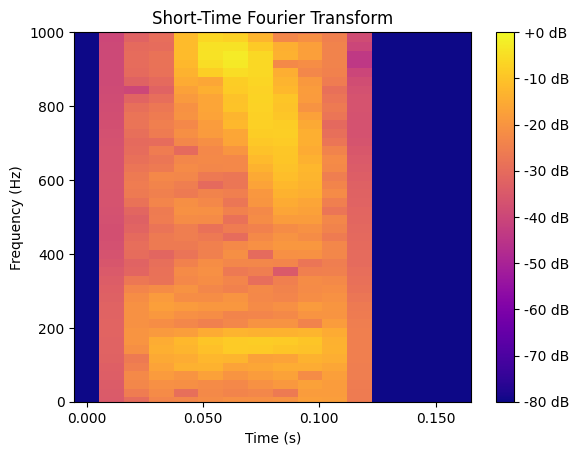 Short-Time Fourier Transform
1000
800
600
400
200
0
Frequency (Hz)
0.000
0.050
0.100
0.150
Time (s)
+0 dB
-10 dB
-20 dB
-30 dB
-40 dB
-50 dB
-60 dB
-70 dB
-80 dB